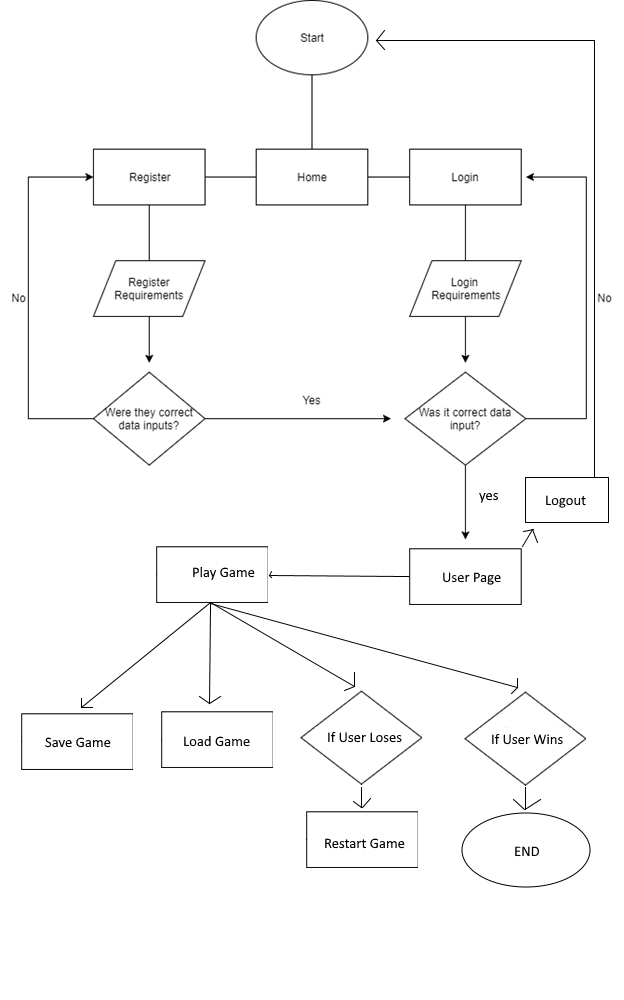 Start
Register
Home
Login
Register
Requirements
Login
Requirements
No
No
Were they correct
data inputs?
Yes
Was it correct data
input?
yes
Logout
Play Game
User Page
Save Game
Load Game
If User Loses
If User Wins
Restart Game
END